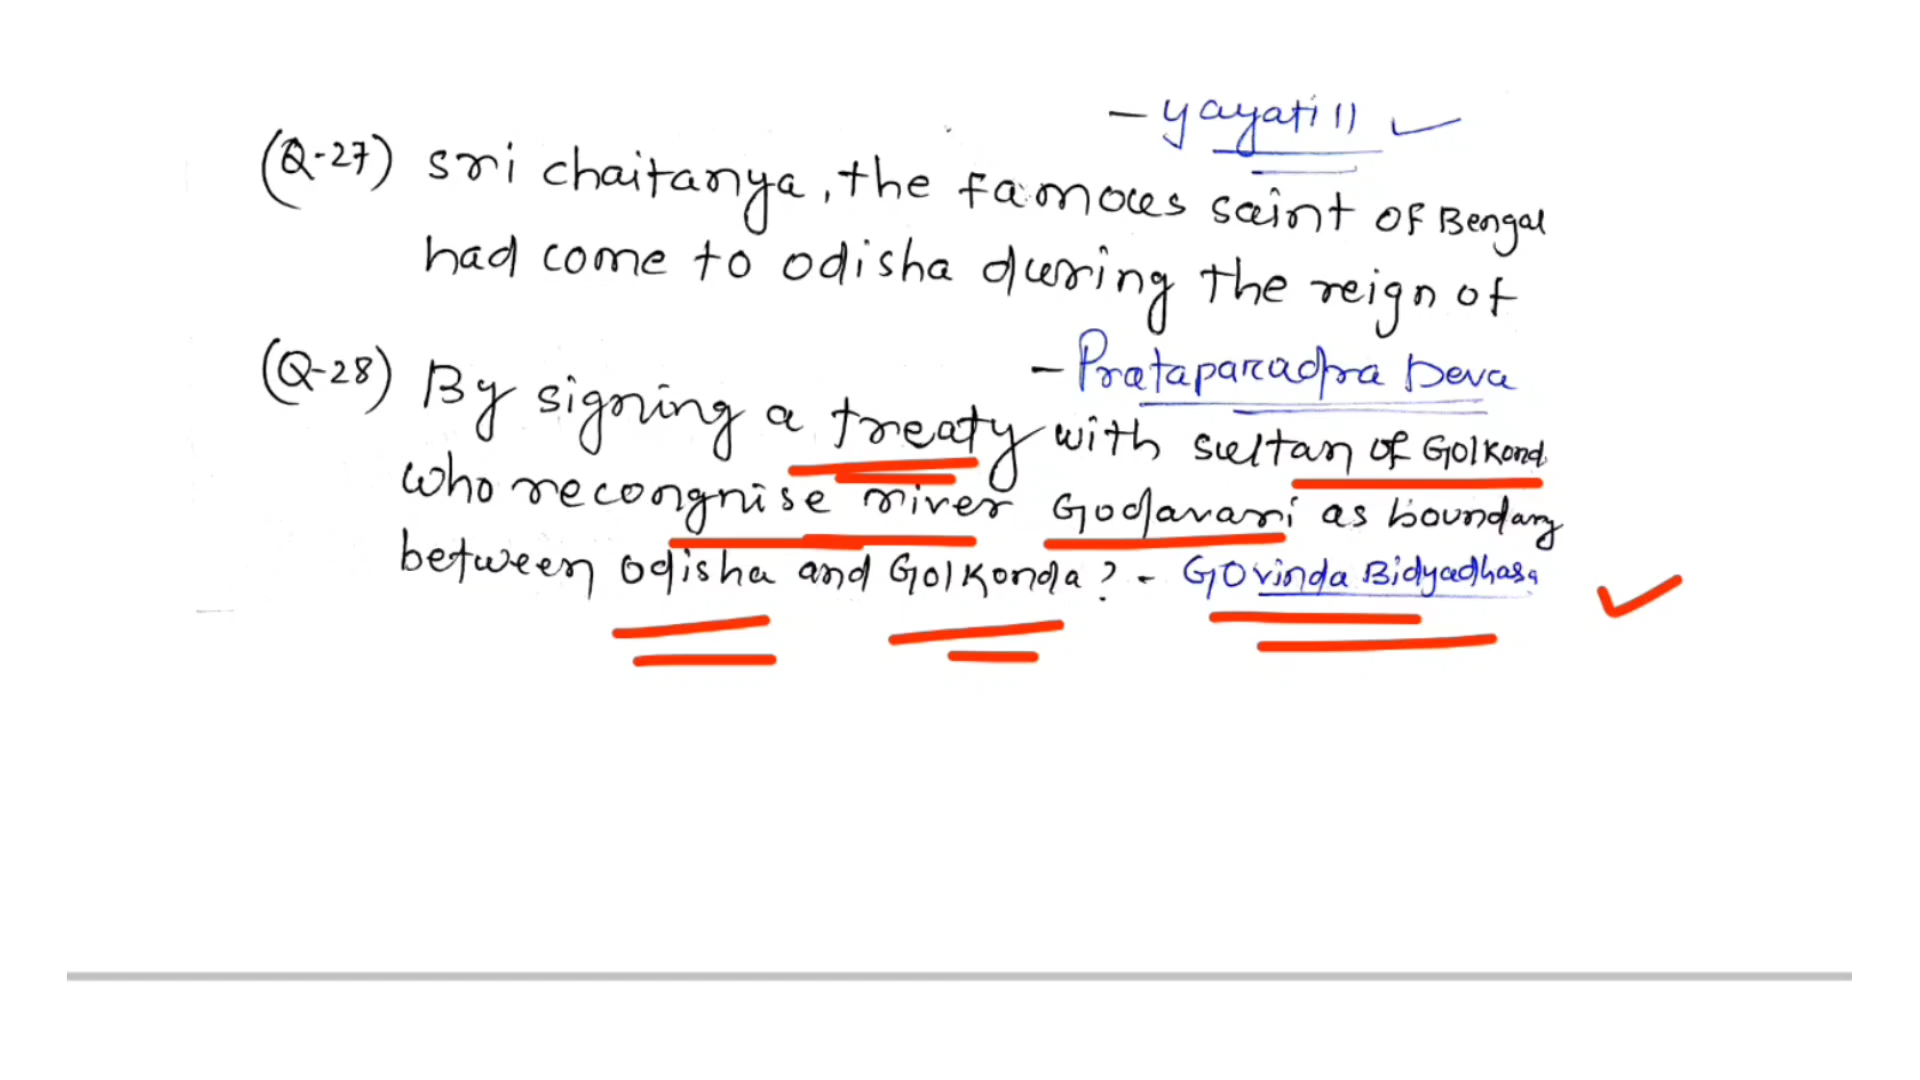 - Yayati II
(Q-27) Sri chaitanya, the famous saint of Bengal
had come to odisha during the reign of
- Prataparadra Deva
(Q-28) By signing a treaty with sultan of Golkond
who recongnise river Godavari as boundary
between odisha and Golkonda? - Govinda Bidyadhasa